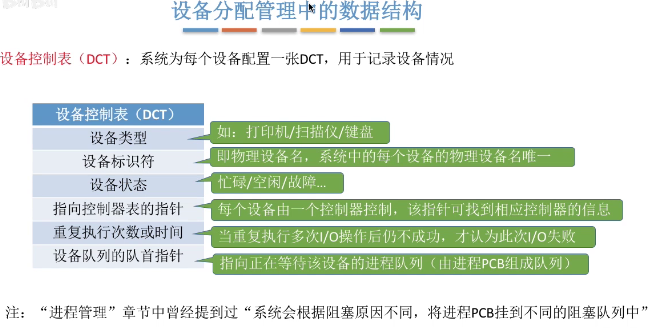 设备分配管理中的数据结构
设备控制表（DCT）：系统为每个设备配置一张DCT，用于记录设备情况
设备控制表（DCT）
设备类型
如：打印机/扫描仪/键盘
设备标识符
即物理设备名，系统中的每个设备的物理设备名唯一
设备状态
忙碌/空闲/故障...
指向控制器表的指针
每个设备由一个控制器控制，该指针可找到相应控制器的信息
重复执行次数或时间
当重复执行多次I/O操作后仍不成功，才认为此次I/O失败
设备队列的队首指针
指向正在等待该设备的进程队列（由进程PCB组成队列）
注：“进程管理”章节中曾经提到过“系统会根据阻塞原因不同，将进程PCB挂到不同的阻塞队列中”